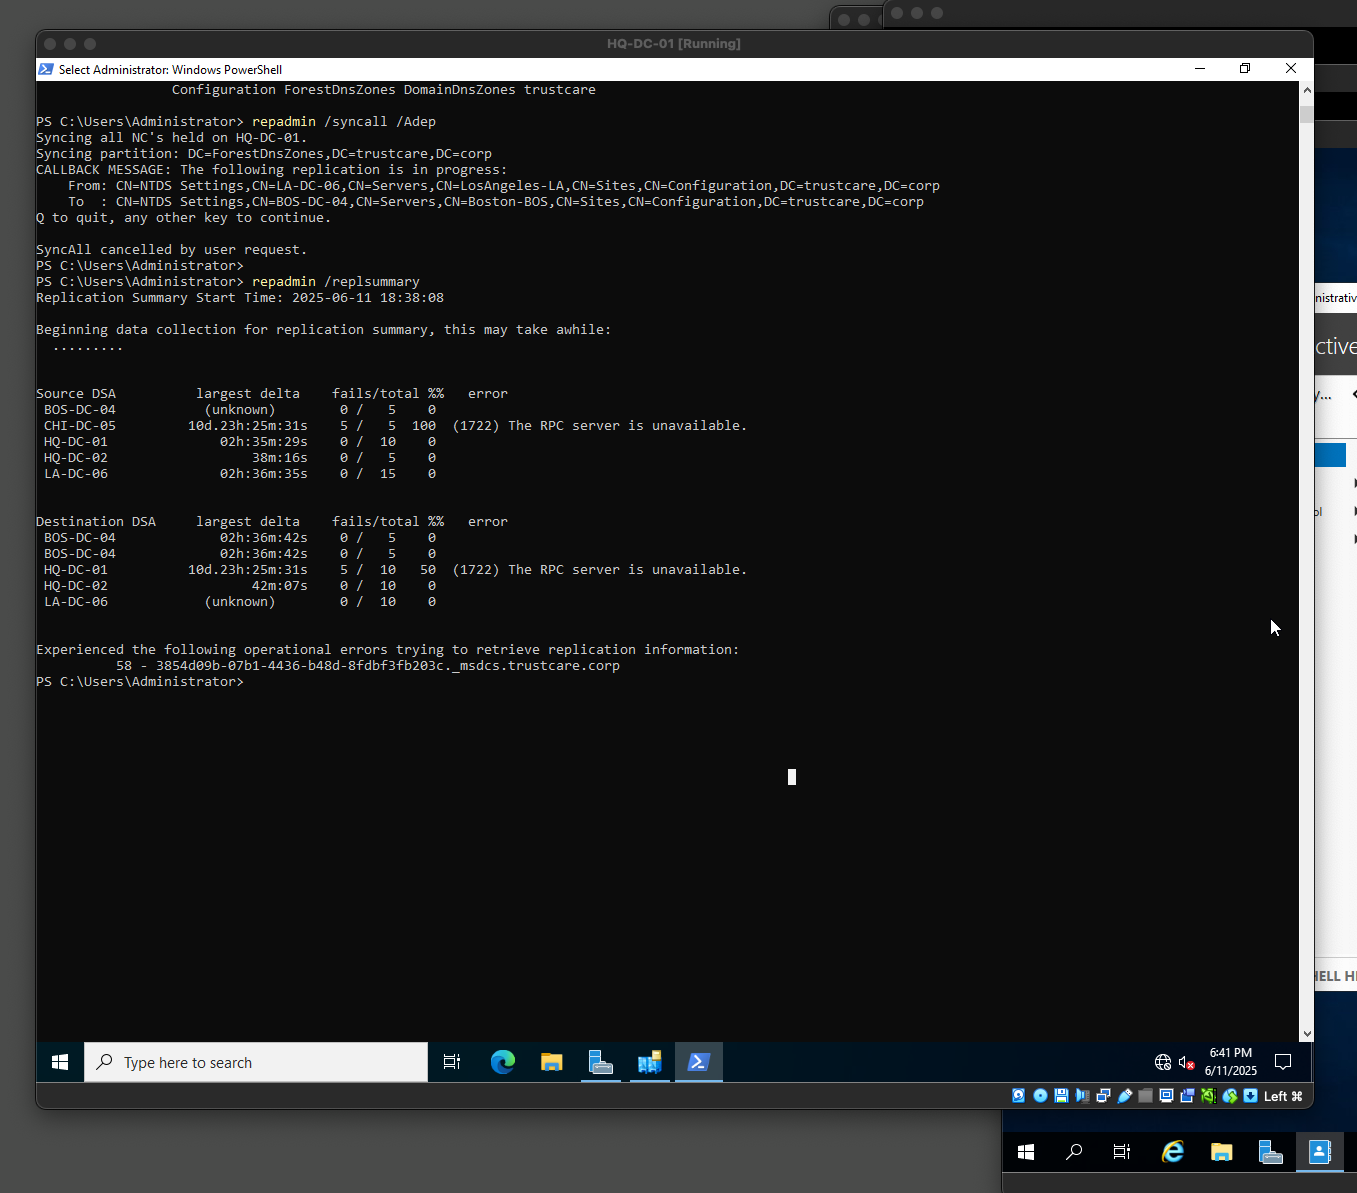 HQ-DC-01 [Running]
Select Administrator: Windows PowerShell
Configuration ForestDnsZones DomainDnsZones trustcare
PS C:\Users\Administrator> repadmin /syncall /Adep
Syncing all NC's held on HQ-DC-01.
Syncing partition: DC=ForestDnsZones,DC=trustcare,DC=corp
CALLBACK MESSAGE: The following replication is in progress:
From: CN=NTDS Settings,CN=LA-DC-06,CN=Servers,CN=LosAngeles-LA,CN=Sites,CN=Configuration,DC=trustcare,DC=corp
To  : CN=NTDS Settings,CN=BOS-DC-04,CN=Servers,CN=Boston-BOS,CN=Sites,CN=Configuration,DC=trustcare,DC=corp
Q to quit, any other key to continue.
SyncAll cancelled by user request.
PS C:\Users\Administrator>
PS C:\Users\Administrator> repadmin /replsummary
Replication Summary Start Time: 2025-06-11 18:38:08
Beginning data collection for replication summary, this may take awhile:
.........
Source DSA          largest delta    fails/total %%   error
BOS-DC-04           (unknown)        0 /   5    0
CHI-DC-05         10d.23h:25m:31s    5 /   5  100  (1722) The RPC server is unavailable.
HQ-DC-01              02h:35m:29s    0 /  10    0
HQ-DC-02                  38m:16s    0 /   5    0
LA-DC-06              02h:36m:35s    0 /  15    0
Destination DSA     largest delta    fails/total %%   error
BOS-DC-04             02h:36m:42s    0 /   5    0
BOS-DC-04             02h:36m:42s    0 /   5    0
HQ-DC-01          10d.23h:25m:31s    5 /  10   50  (1722) The RPC server is unavailable.
HQ-DC-02                  42m:07s    0 /  10    0
LA-DC-06             (unknown)        0 /  10    0
Experienced the following operational errors trying to retrieve replication information:
58 - 3854d09b-07b1-4436-b48d-8fdbf3fb203c._msdcs.trustcare.corp
PS C:\Users\Administrator>
nistrativ
ctive
y...
ol
HELL HI
Type here to search
6:41 PM
6/11/2025
Left ⌘